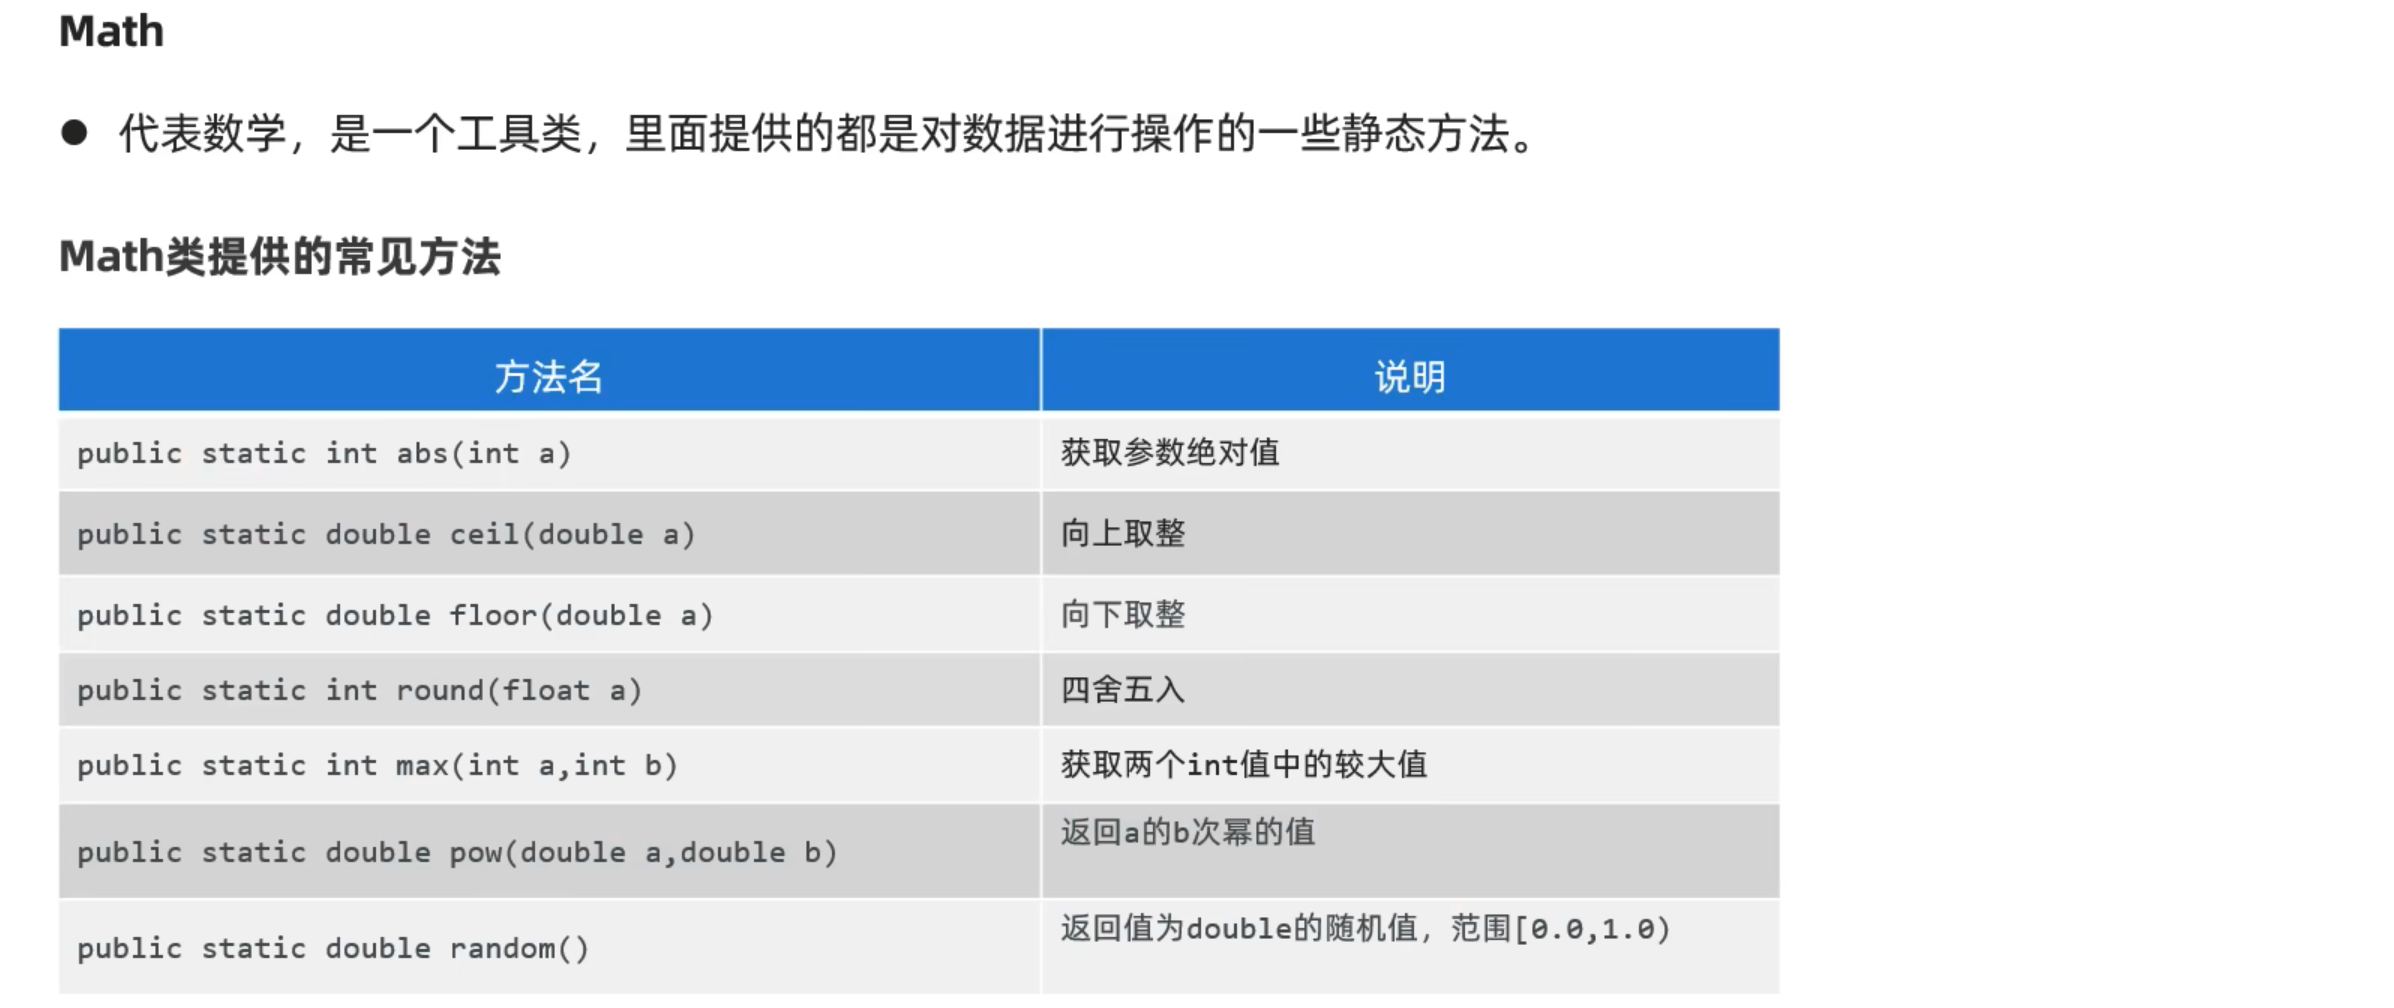 Math
● 代表数学，是一个工具类，里面提供的都是对数据进行操作的一些静态方法。
Math类提供的常见方法
方法名 说明
public static int abs(int a) 获取参数绝对值
public static double ceil(double a) 向上取整
public static double floor(double a) 向下取整
public static int round(float a) 四舍五入
public static int max(int a,int b) 获取两个int值中的较大值
public static double pow(double a,double b) 返回a的b次幂的值
public static double random() 返回值为double的随机值，范围[0.0,1.0)